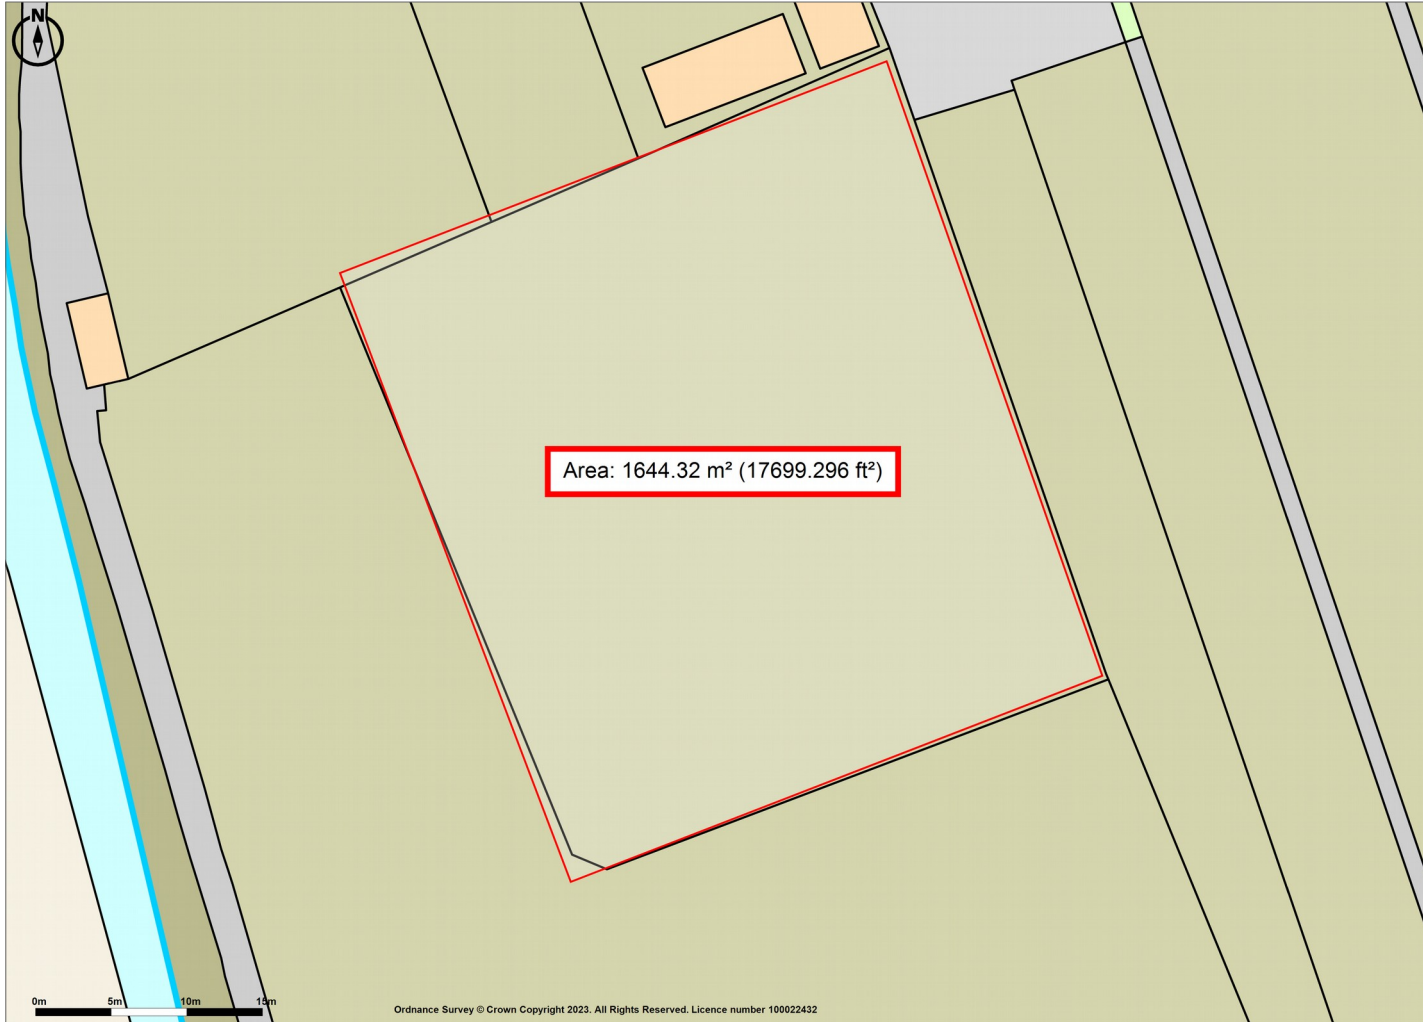 N
Area: 1644.32 m² (17699.296 ft²)
0m 5m 10m 15m
Ordnance Survey © Crown Copyright 2023. All Rights Reserved. Licence number 100022432